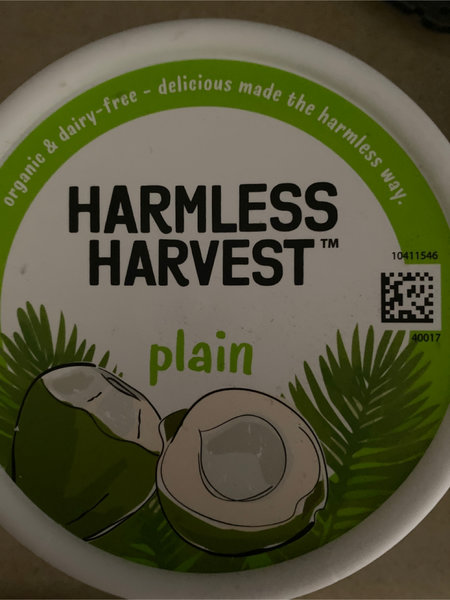 organic & dairy-free - delicious made the harmless way.
HARMLESS
HARVEST™
10411546
40017
plain